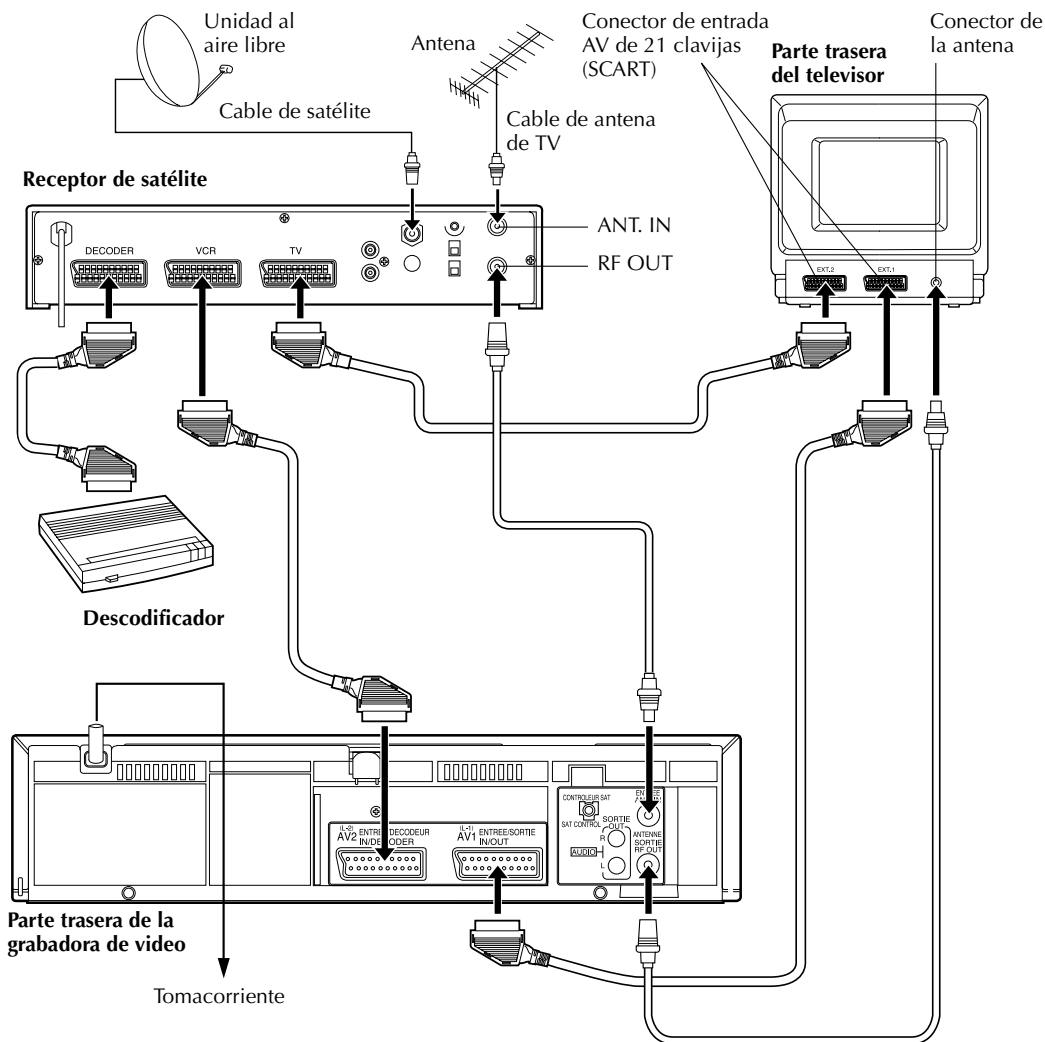 Unidad al
aire libre
Antena
Conector de entrada
AV de 21 clavijas
(SCART)
Conector de
la antena
Parte trasera
del televisor
Cable de satélite
Cable de antena
de TV
Receptor de satélite
ANT. IN
RF OUT
DECODER
VCR
TV
EXT.2
EXT.1
Descodificador
CONTROLEUR SAT
SAT CONTROL
ENTREE
SORTIE
OUT
R
AUDIO
L
ANTENNE
SORTIE
RF OUT
(L-2)
AV2 ENTREE/DECODEUR
IN/DECODER
(L-1)
AV1 ENTREE/SORTIE
IN/OUT
Parte trasera de la
grabadora de video
Tomacorriente